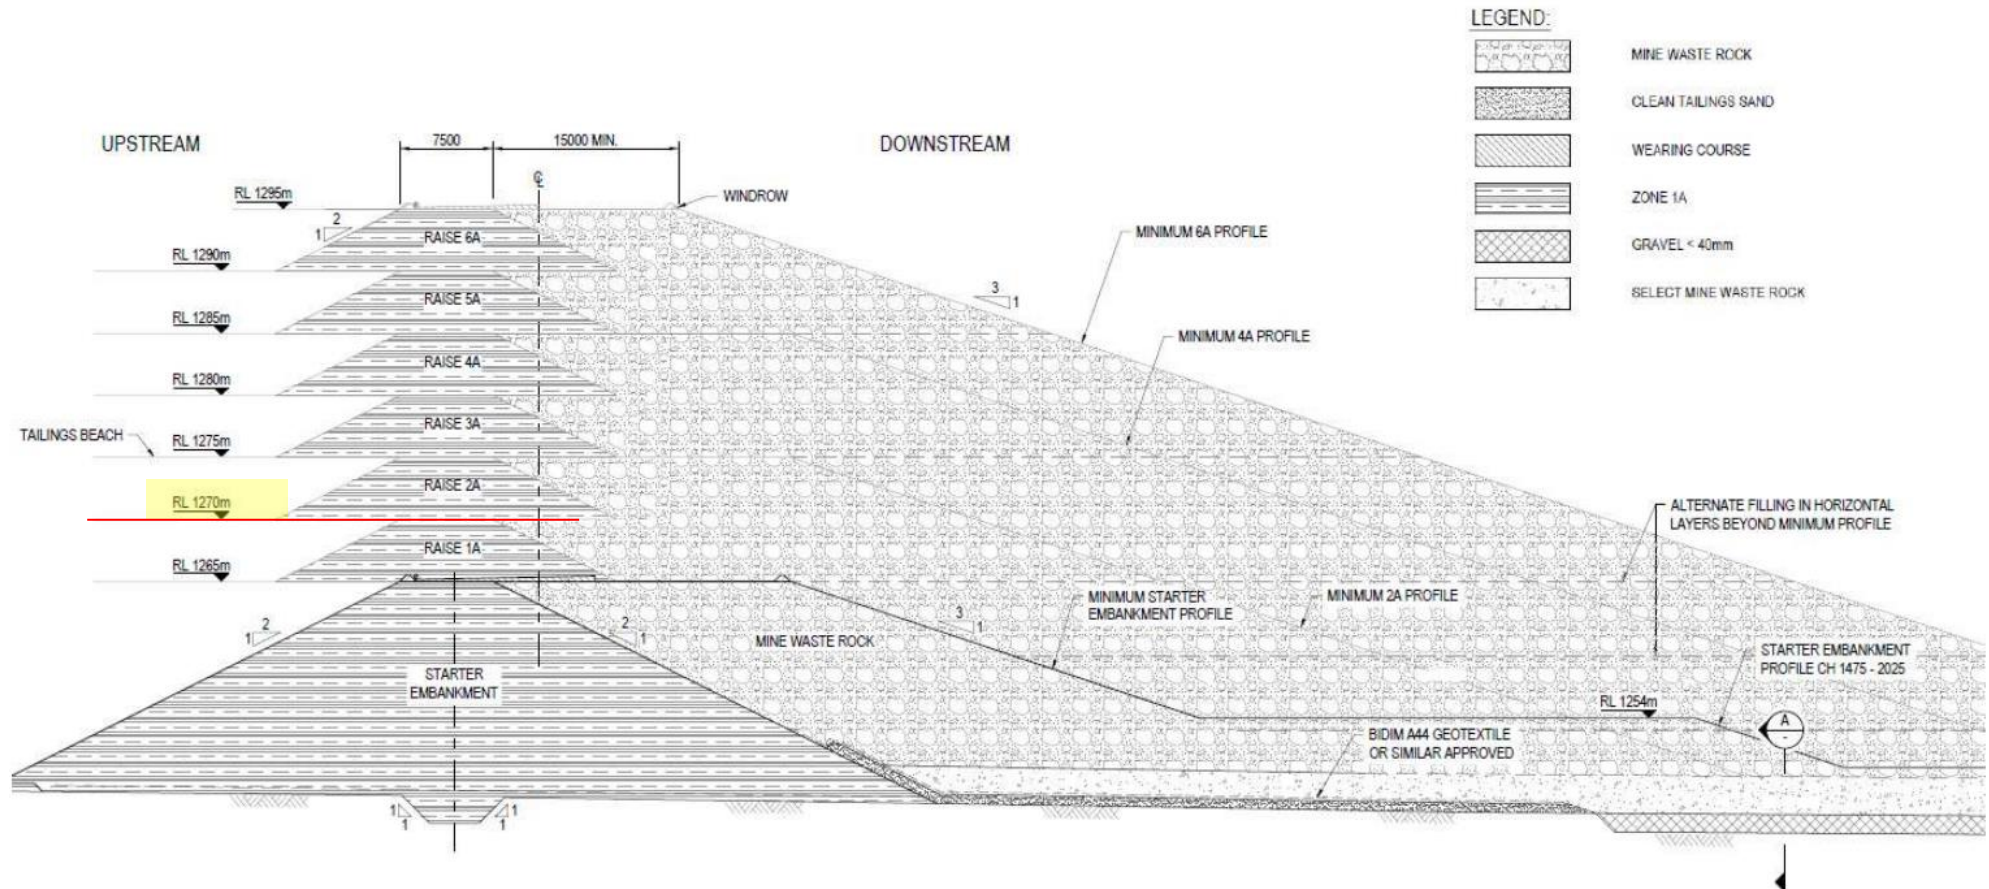 LEGEND:
MINE WASTE ROCK
CLEAN TAILINGS SAND
WEARING COURSE
ZONE 1A
GRAVEL < 40mm
SELECT MINE WASTE ROCK
UPSTREAM
7500
15000 MIN.
DOWNSTREAM
RL 1295m
WINDROW
2
1
RAISE 6A
MINIMUM 6A PROFILE
RL 1290m
3
1
RAISE 5A
RL 1285m
MINIMUM 4A PROFILE
RAISE 4A
RL 1280m
RAISE 3A
TAILINGS BEACH
RL 1275m
RAISE 2A
RL 1270m
ALTERNATE FILLING IN HORIZONTAL
LAYERS BEYOND MINIMUM PROFILE
RAISE 1A
RL 1265m
MINIMUM STARTER
EMBANKMENT PROFILE
MINIMUM 2A PROFILE
2
1
2
1
3
1
MINE WASTE ROCK
STARTER EMBANKMENT
PROFILE CH 1475 - 2025
STARTER
EMBANKMENT
RL 1254m
A
-
BIDIM A44 GEOTEXTILE
OR SIMILAR APPROVED
1
1
1
1